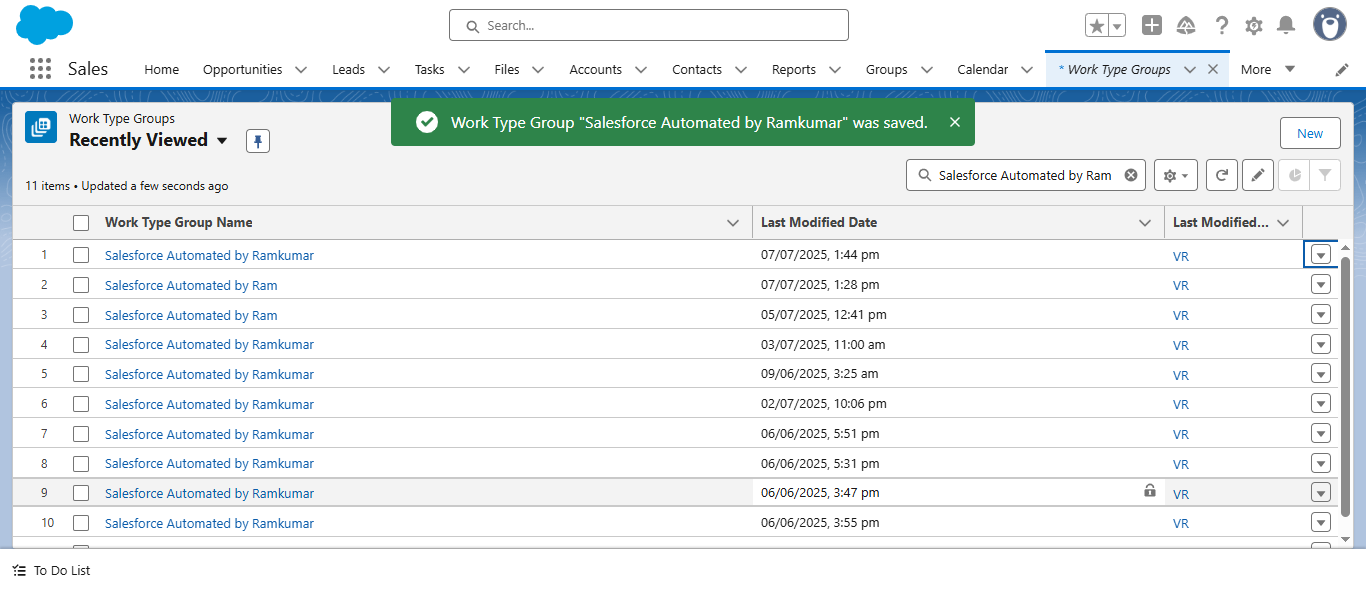 Search...
Sales Home Opportunities Leads Tasks Files Accounts Contacts Reports Groups Calendar * Work Type Groups More
Work Type Groups
Recently Viewed
Work Type Group "Salesforce Automated by Ramkumar" was saved.
New
11 items • Updated a few seconds ago
Salesforce Automated by Ram
Work Type Group Name Last Modified Date Last Modified...
1 Salesforce Automated by Ramkumar 07/07/2025, 1:44 pm VR
2 Salesforce Automated by Ram 07/07/2025, 1:28 pm VR
3 Salesforce Automated by Ram 05/07/2025, 12:41 pm VR
4 Salesforce Automated by Ramkumar 03/07/2025, 11:00 am VR
5 Salesforce Automated by Ramkumar 09/06/2025, 3:25 am VR
6 Salesforce Automated by Ramkumar 02/07/2025, 10:06 pm VR
7 Salesforce Automated by Ramkumar 06/06/2025, 5:51 pm VR
8 Salesforce Automated by Ramkumar 06/06/2025, 5:31 pm VR
9 Salesforce Automated by Ramkumar 06/06/2025, 3:47 pm VR
10 Salesforce Automated by Ramkumar 06/06/2025, 3:55 pm VR
To Do List